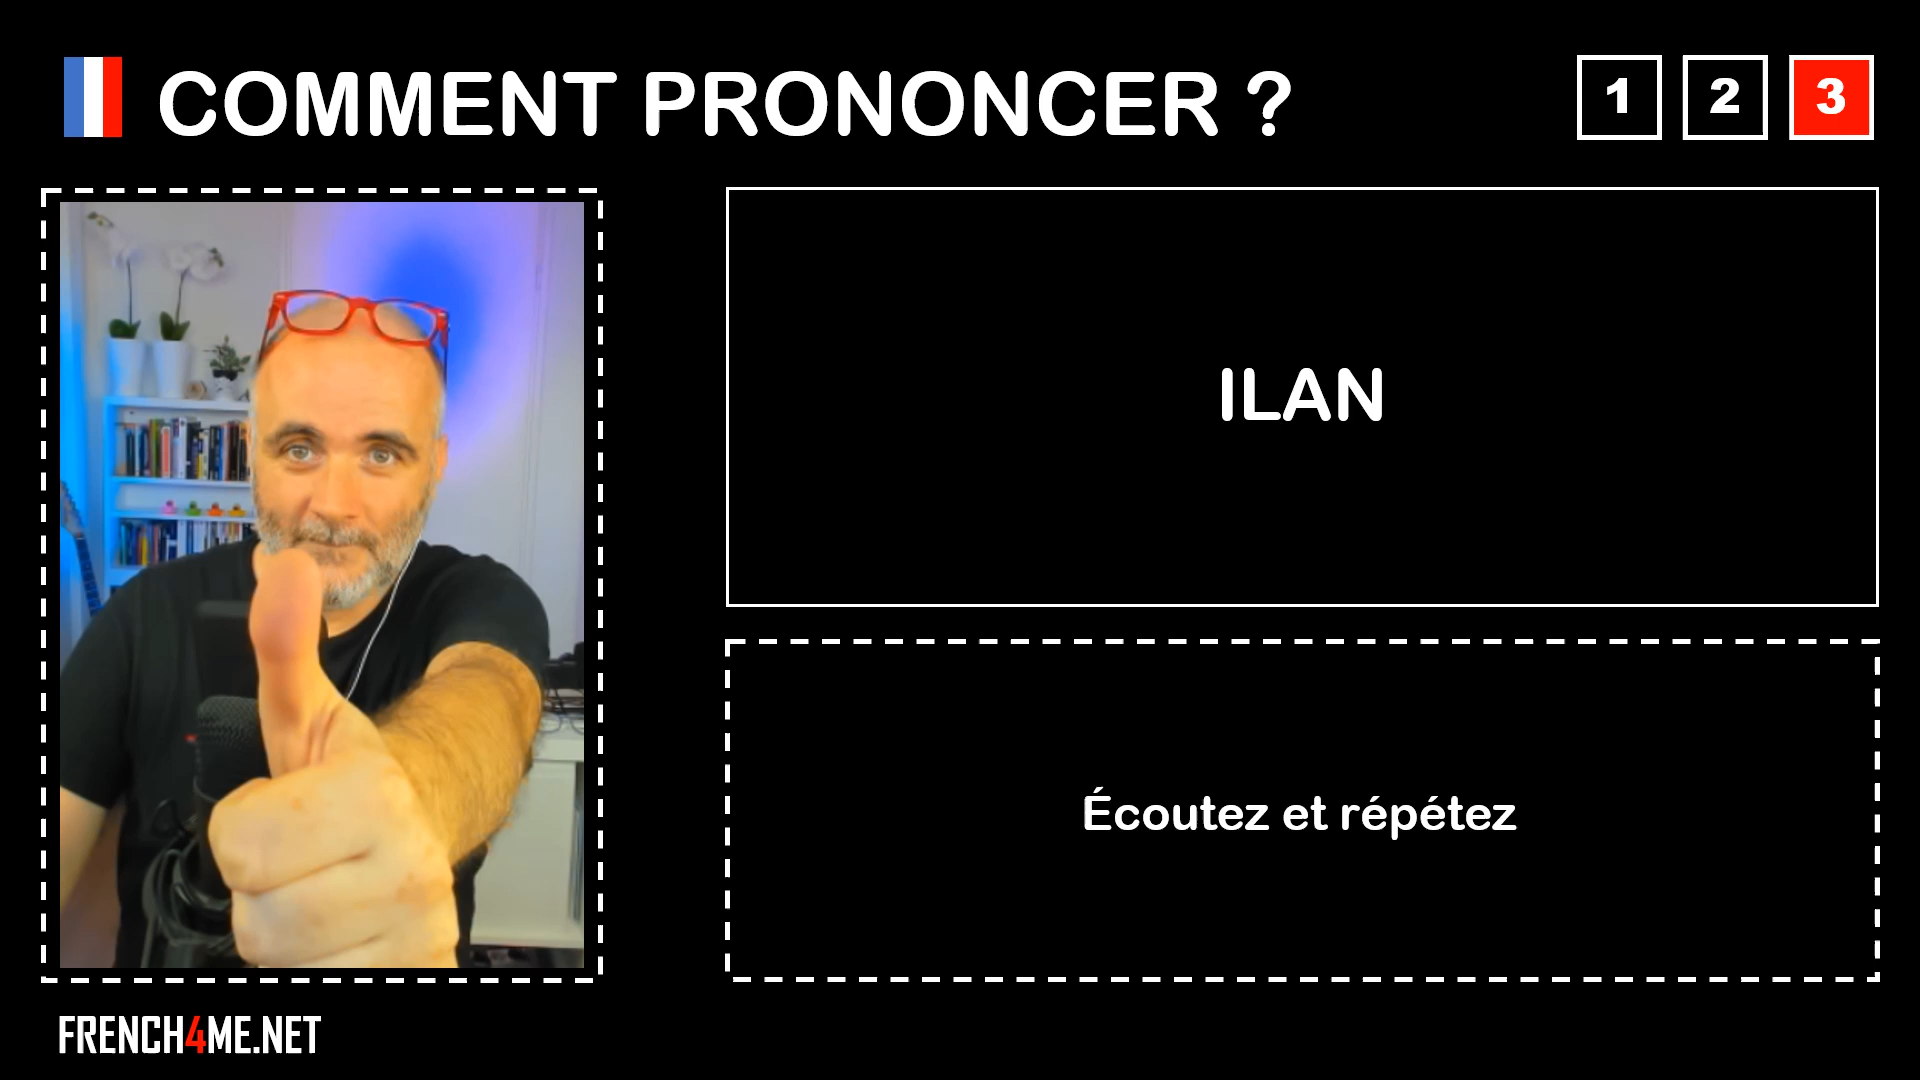 COMMENT PRONONCER ?
1 2 3
ILAN
Écoutez et répétez
FRENCH4ME.NET